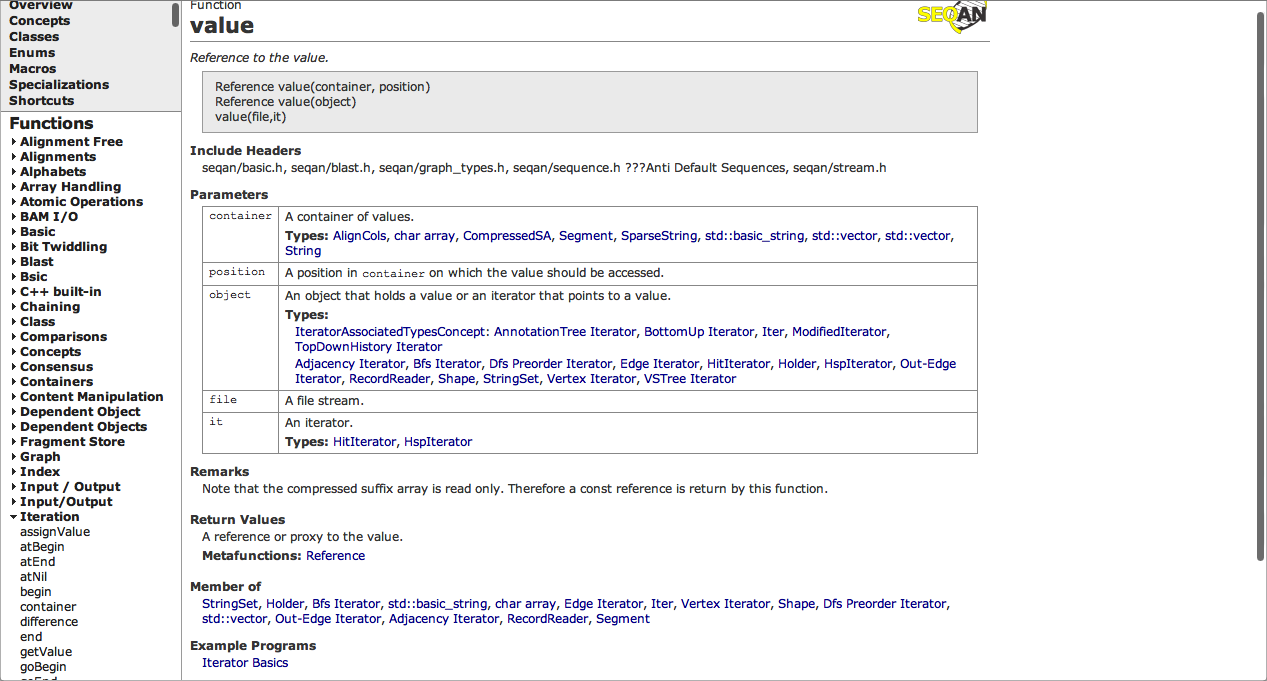 Overview
Concepts
Classes
Enums
Macros
Specializations
Shortcuts
Functions
Alignment Free
Alignments
Alphabets
Array Handling
Atomic Operations
BAM I/O
Basic
Bit Twiddling
Blast
Bsic
C++ built-in
Chaining
Class
Comparisons
Concepts
Consensus
Containers
Content Manipulation
Dependent Object
Dependent Objects
Fragment Store
Graph
Index
Input / Output
Input/Output
Iteration
assignValue
atBegin
atEnd
atNil
begin
container
difference
end
getValue
goBegin
goEnd
Function
value
SEQAN
Reference to the value.
Reference value(container, position)
Reference value(object)
value(file,it)
Include Headers
seqan/basic.h, seqan/blast.h, seqan/graph_types.h, seqan/sequence.h ???Anti Default Sequences, seqan/stream.h
Parameters
container A container of values.
Types: AlignCols, char array, CompressedSA, Segment, SparseString, std::basic_string, std::vector, std::vector,
String
position A position in container on which the value should be accessed.
object An object that holds a value or an iterator that points to a value.
Types:
IteratorAssociatedTypesConcept: AnnotationTree Iterator, BottomUp Iterator, Iter, ModifiedIterator,
TopDownHistory Iterator
Adjacency Iterator, Bfs Iterator, Dfs Preorder Iterator, Edge Iterator, HitIterator, Holder, HspIterator, Out-Edge
Iterator, RecordReader, Shape, StringSet, Vertex Iterator, VSTree Iterator
file A file stream.
it An iterator.
Types: HitIterator, HspIterator
Remarks
Note that the compressed suffix array is read only. Therefore a const reference is return by this function.
Return Values
A reference or proxy to the value.
Metafunctions: Reference
Member of
StringSet, Holder, Bfs Iterator, std::basic_string, char array, Edge Iterator, Iter, Vertex Iterator, Shape, Dfs Preorder Iterator,
std::vector, Out-Edge Iterator, Adjacency Iterator, RecordReader, Segment
Example Programs
Iterator Basics